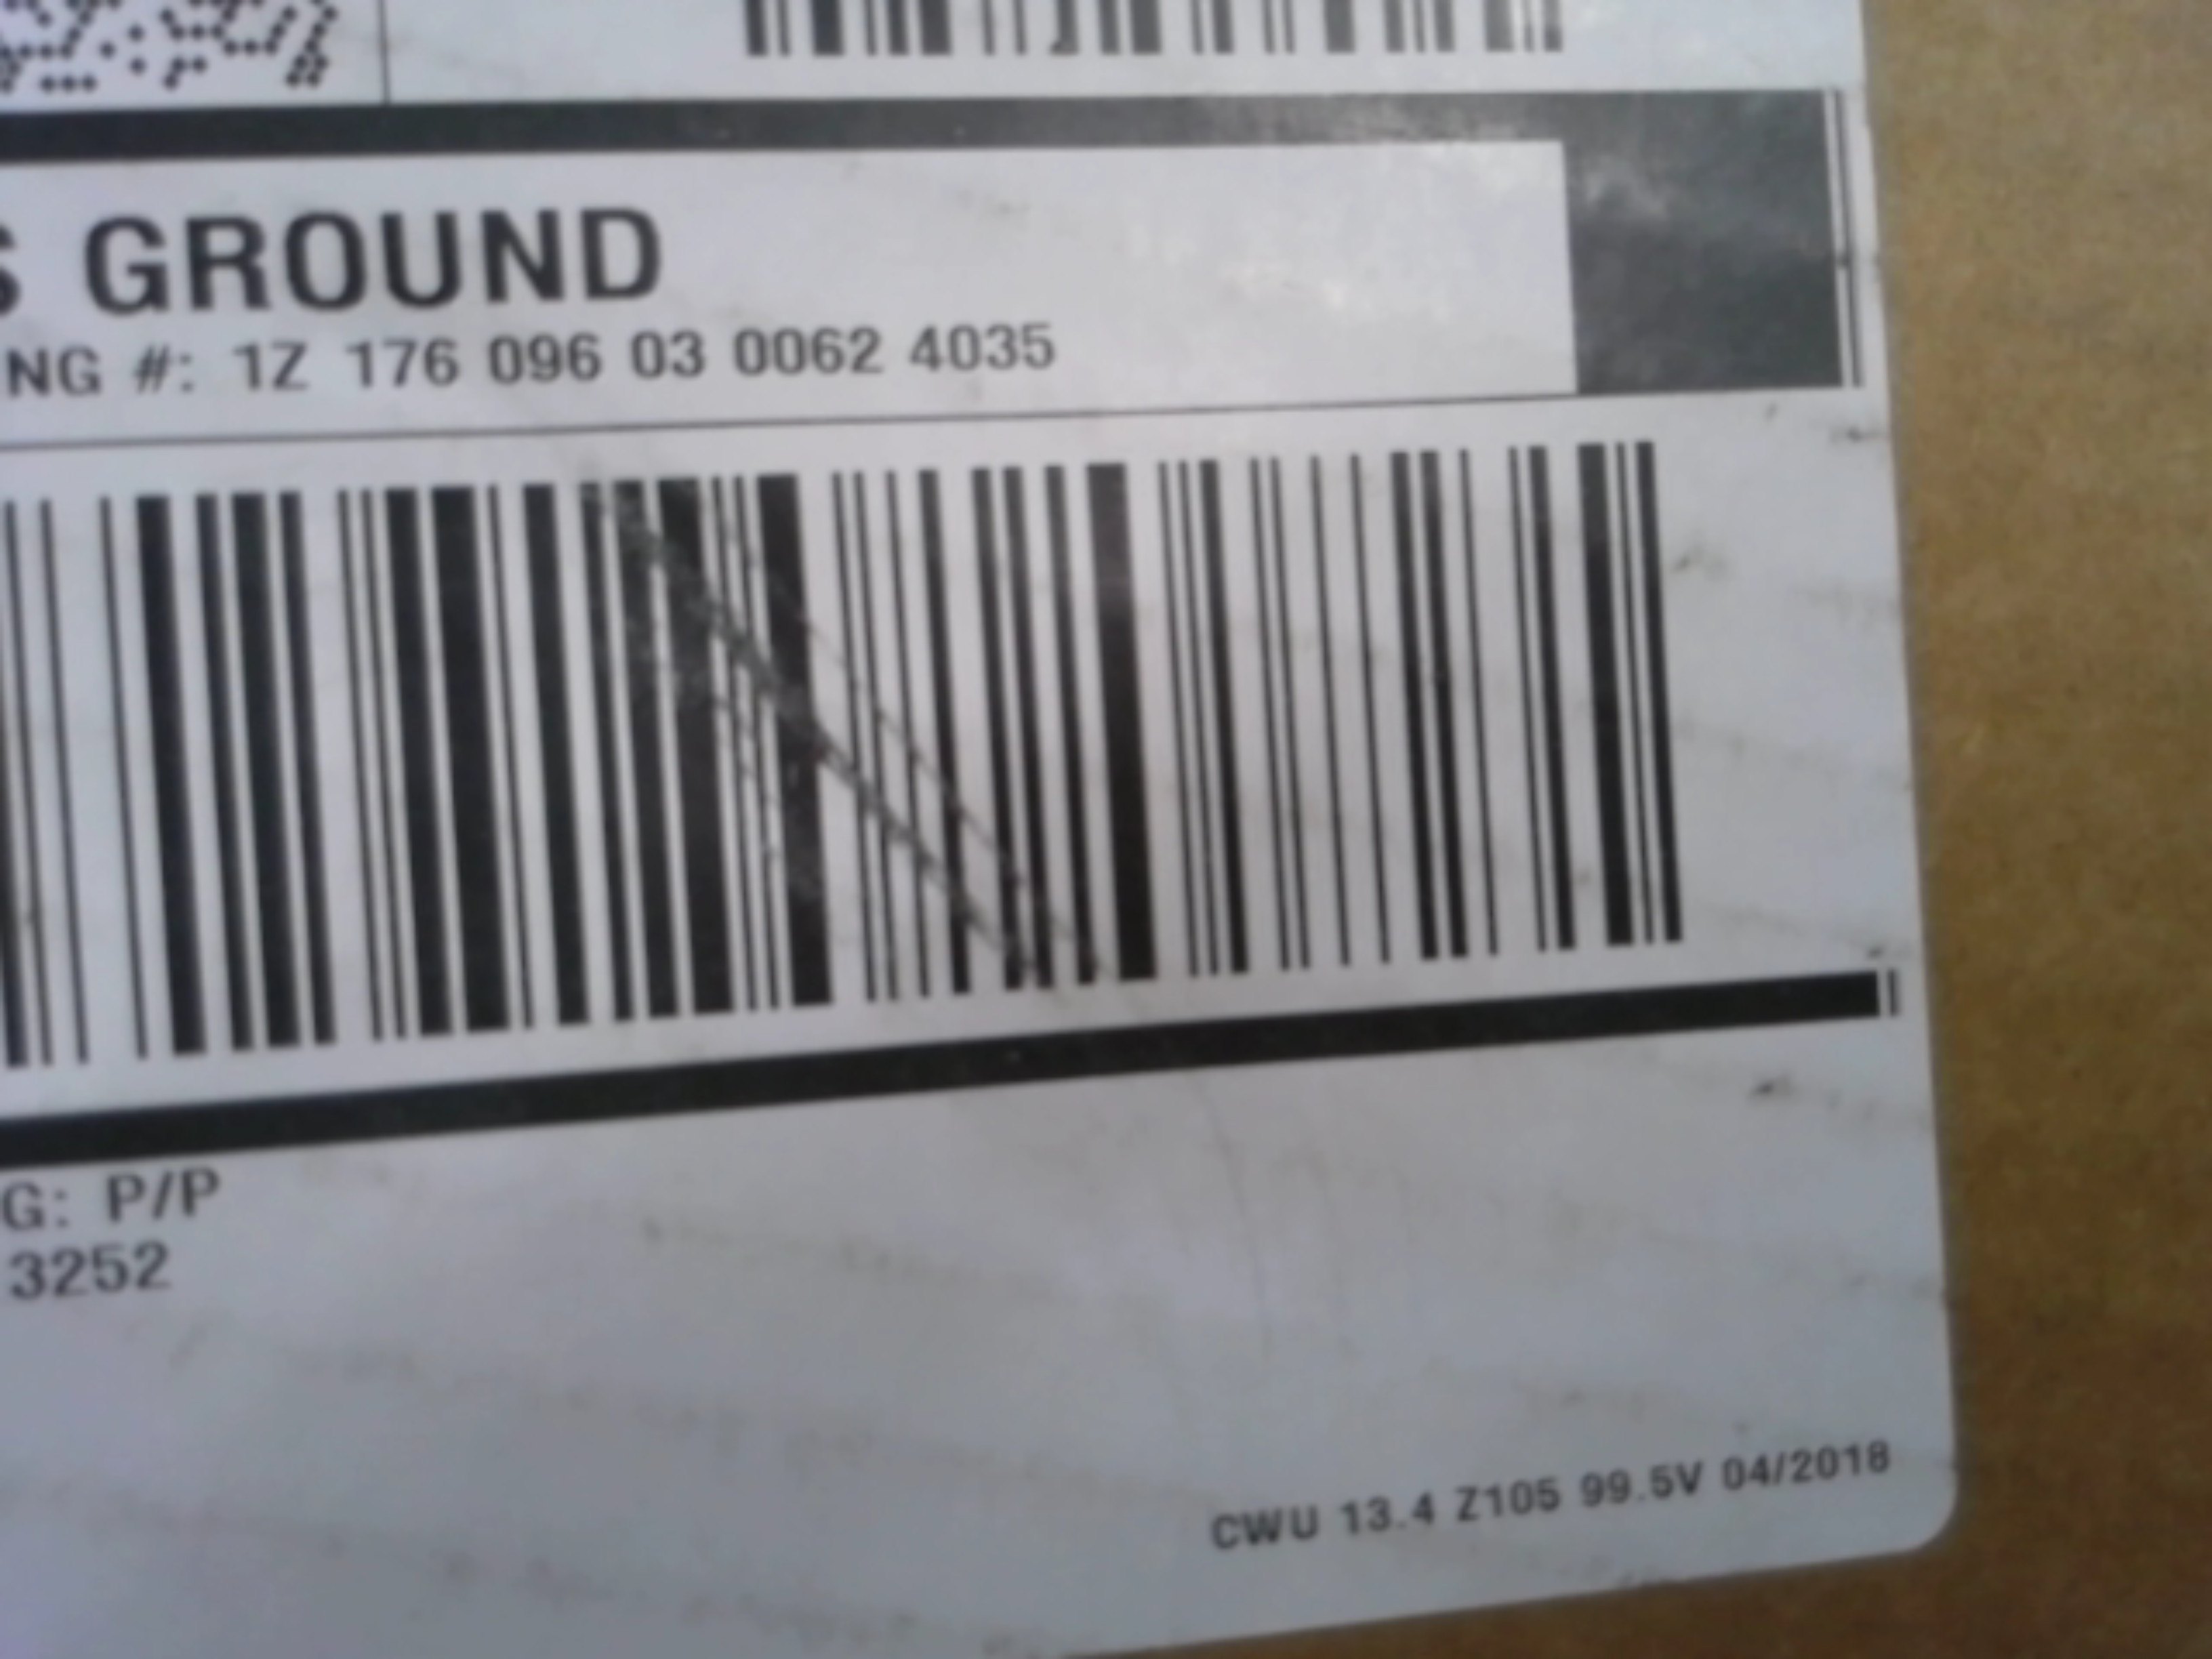 S GROUND
NG #: 1Z 176 096 03 0062 4035
G: P/P
3252
CWU 13.4 Z105 99.5V 04/2018